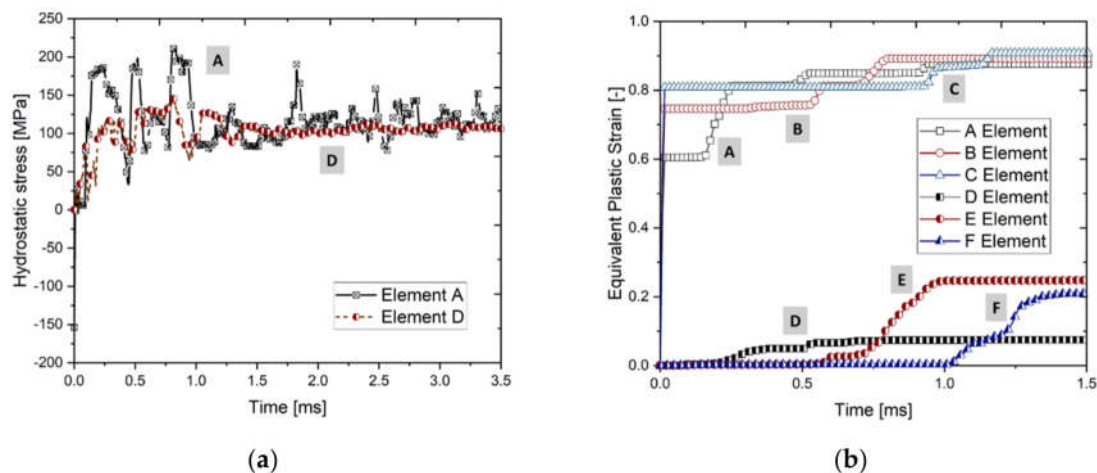 250
200
150
100
50
0
-50
-100
-150
-200
Hydrostatic stress [MPa]
A
D
Element A
Element D
0.0 0.5 1.0 1.5 2.0 2.5 3.0 3.5
Time [ms]
(a)
1.0
0.8
0.6
0.4
0.2
0.0
Equivalent Plastic Strain [-]
A
B
C
D
E
F
A Element
B Element
C Element
D Element
E Element
F Element
0.0 0.5 1.0 1.5
Time [ms]
(b)